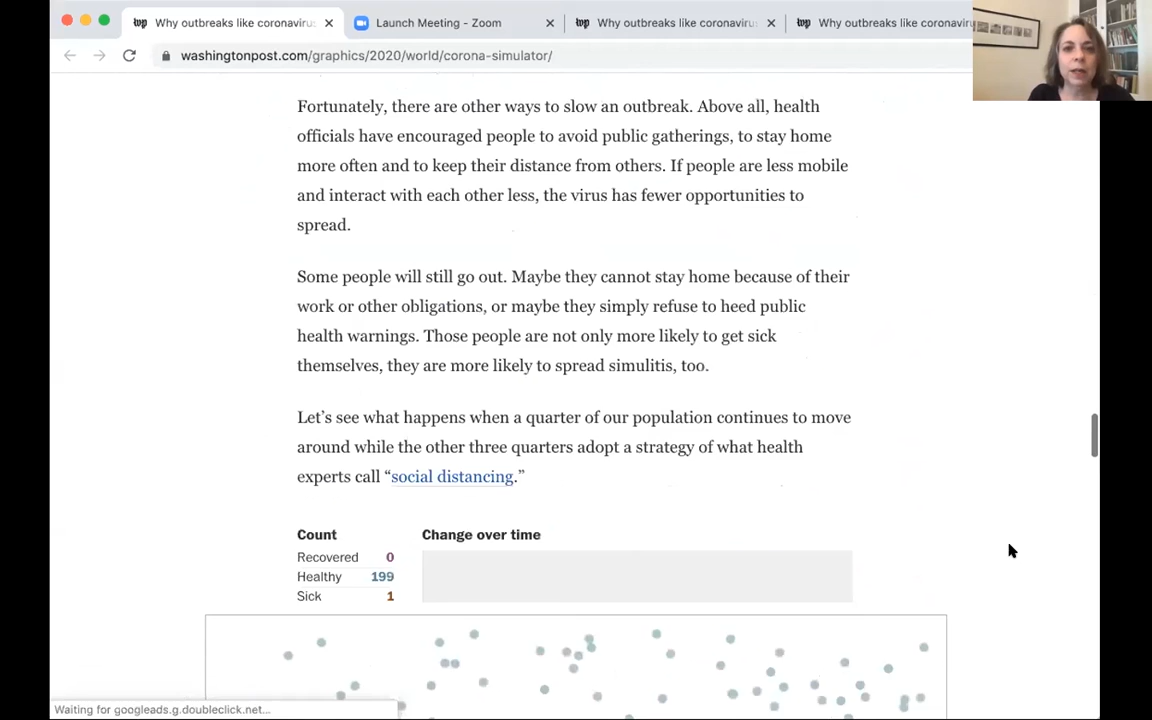 Why outbreaks like coronavirus
Launch Meeting - Zoom
Why outbreaks like coronavirus
Why outbreaks like coronavirus
washingtonpost.com/graphics/2020/world/corona-simulator/
Fortunately, there are other ways to slow an outbreak. Above all, health
officials have encouraged people to avoid public gatherings, to stay home
more often and to keep their distance from others. If people are less mobile
and interact with each other less, the virus has fewer opportunities to
spread.
Some people will still go out. Maybe they cannot stay home because of their
work or other obligations, or maybe they simply refuse to heed public
health warnings. Those people are not only more likely to get sick
themselves, they are more likely to spread simulitis, too.
Let’s see what happens when a quarter of our population continues to move
around while the other three quarters adopt a strategy of what health
experts call “social distancing.”
Count
Change over time
Recovered 0
Healthy 199
Sick 1
Waiting for googleads.g.doubleclick.net...